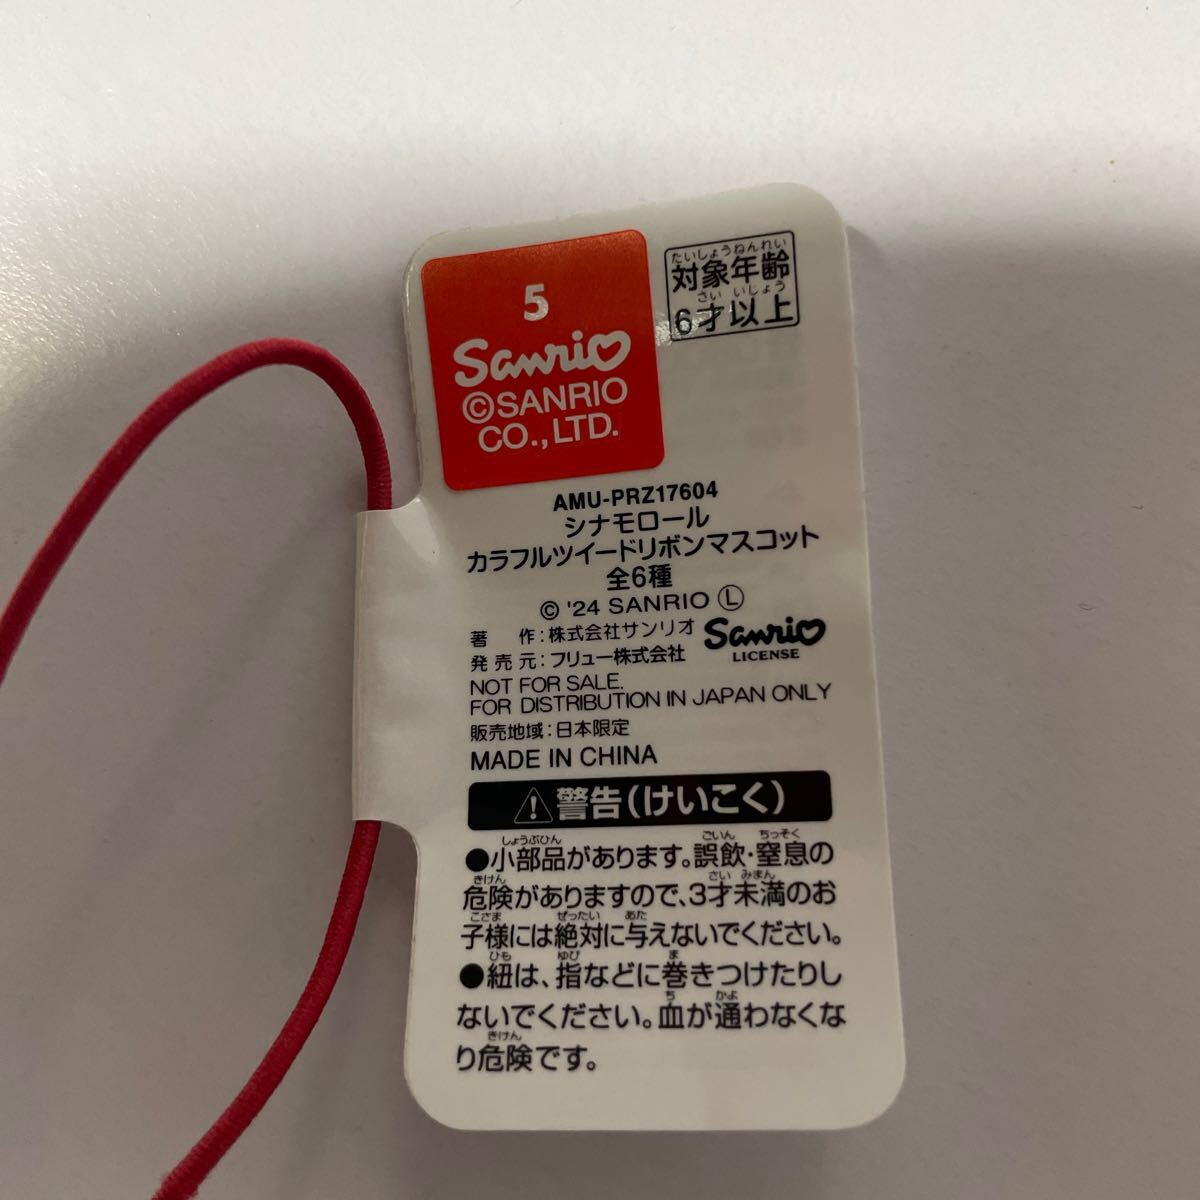 5
Sanrio
©SANRIO
CO.,LTD.
たいしょうねんれい
対象年齢
さい いじょう
6才以上
AMU-PRZ17604
シナモロール
カラフルツイードリボンマスコット
全6種
© '24 SANRIO Ⓛ
著 作:株式会社サンリオ
発売元:フリュー株式会社
Sanrio
LICENSE
NOT FOR SALE.
FOR DISTRIBUTION IN JAPAN ONLY
販売地域:日本限定
MADE IN CHINA
警告(けいこく)
しょうぶひん ごいん ちっそく
●小部品があります。誤飲・窒息の
きけん さい みまん
危険がありますので、3才未満のお
こさま ぜったい あた
子様には絶対に与えないでください。
ひも ゆび ま
●紐は、指などに巻きつけたりし
ち かよ
ないでください。血が通わなくな
きけん
り危険です。